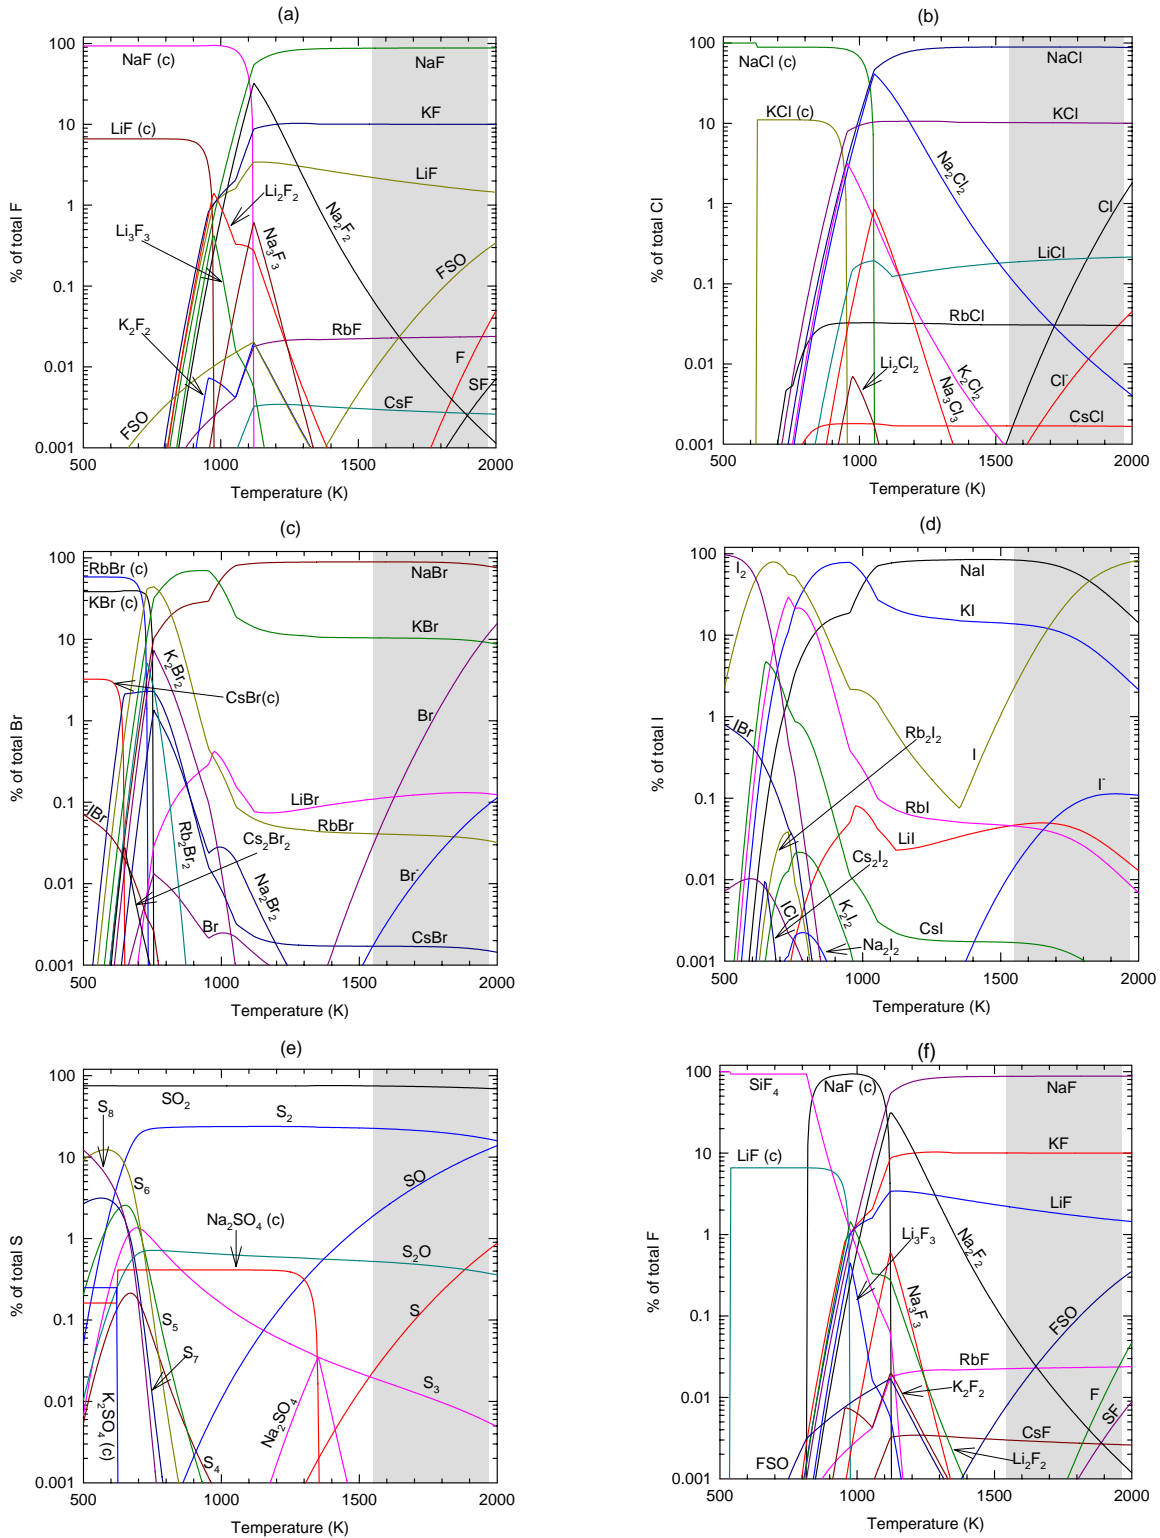 (a)
% of total F
100
10
1
0.1
0.01
0.001
500
1000
1500
2000
Temperature (K)
NaF (c)
NaF
LiF (c)
KF
LiF
Li₂F₂
Na₂F₂
Li₃F₃
Na₃F₃
FSO
K₂F₂
RbF
F
SF
FSO
CsF
(b)
% of total Cl
100
10
1
0.1
0.01
0.001
500
1000
1500
2000
Temperature (K)
NaCl (c)
NaCl
KCl (c)
KCl
Na₂Cl₂
Cl
LiCl
RbCl
Li₂Cl₂
K₂Cl₂
Na₃Cl₃
Cl⁻
CsCl
(c)
% of total Br
100
10
1
0.1
0.01
0.001
500
1000
1500
2000
Temperature (K)
RbBr (c)
NaBr
KBr (c)
KBr
K₂Br₂
CsBr(c)
Br
IBr
LiBr
RbBr
Rb₂Br₂
Cs₂Br₂
Na₂Br₂
Br⁻
Br
CsBr
(d)
% of total I
100
10
1
0.1
0.01
0.001
500
1000
1500
2000
Temperature (K)
I₂
NaI
KI
IBr
Rb₂I₂
I
I⁻
RbI
LiI
Cs₂I₂
ICl
K₂I₂
Na₂I₂
CsI
(e)
% of total S
100
10
1
0.1
0.01
0.001
500
1000
1500
2000
Temperature (K)
S₈
SO₂
S₂
S₆
SO
Na₂SO₄ (c)
S₂O
S
S₅
S₇
S₃
K₂SO₄ (c)
S₄
Na₂SO₄
(f)
% of total F
100
10
1
0.1
0.01
0.001
500
1000
1500
2000
Temperature (K)
SiF₄
NaF (c)
NaF
LiF (c)
KF
LiF
Li₃F₃
Na₂F₂
Na₃F₃
FSO
RbF
K₂F₂
F
SF
FSO
CsF
Li₂F₂